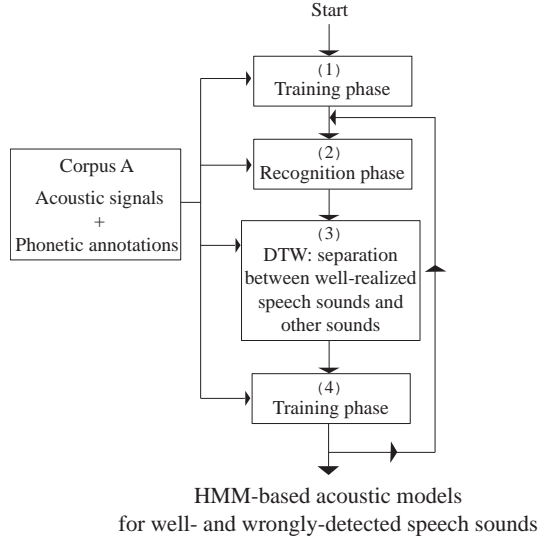 Start
(1)
Training phase
(2)
Recognition phase
Corpus A
Acoustic signals
+
Phonetic annotations
(3)
DTW: separation
between well-realized
speech sounds and
other sounds
(4)
Training phase
HMM-based acoustic models
for well- and wrongly-detected speech sounds